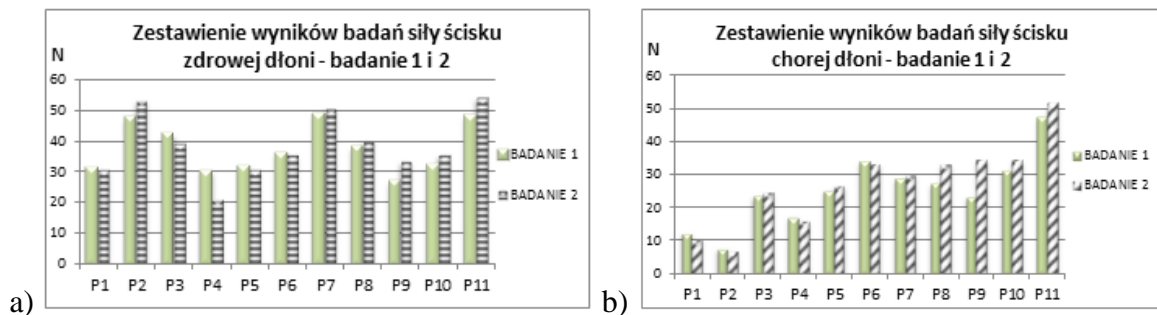 Zestawienie wyników badań siły ścisku
zdrowej dłoni - badanie 1 i 2
N
60
50
40
30
20
10
0
P1 P2 P3 P4 P5 P6 P7 P8 P9 P10 P11
BADANIE 1
BADANIE 2
a)
Zestawienie wyników badań siły ścisku
chorej dłoni - badanie 1 i 2
N
60
50
40
30
20
10
0
P1 P2 P3 P4 P5 P6 P7 P8 P9 P10 P11
BADANIE 1
BADANIE 2
b)